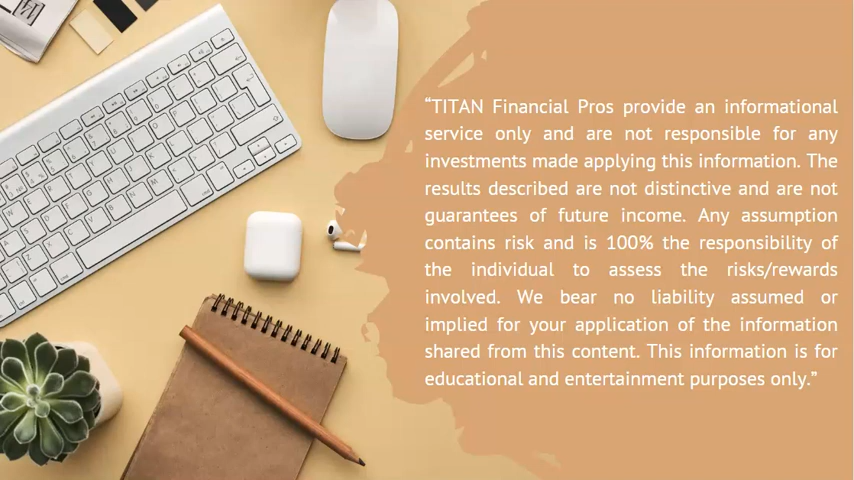 “TITAN Financial Pros provide an informational
service only and are not responsible for any
investments made applying this information. The
results described are not distinctive and are not
guarantees of future income. Any assumption
contains risk and is 100% the responsibility of
the individual to assess the risks/rewards
involved. We bear no liability assumed or
implied for your application of the information
shared from this content. This information is for
educational and entertainment purposes only.”